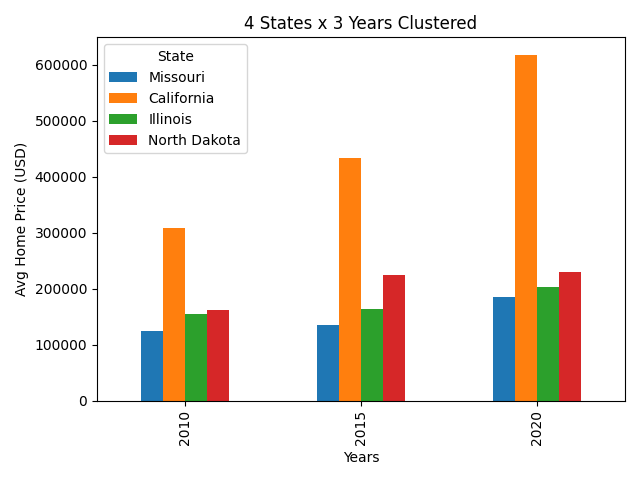 4 States x 3 Years Clustered
State
Missouri
California
Illinois
North Dakota
Avg Home Price (USD)
600000
500000
400000
300000
200000
100000
0
2010
2015
2020
Years